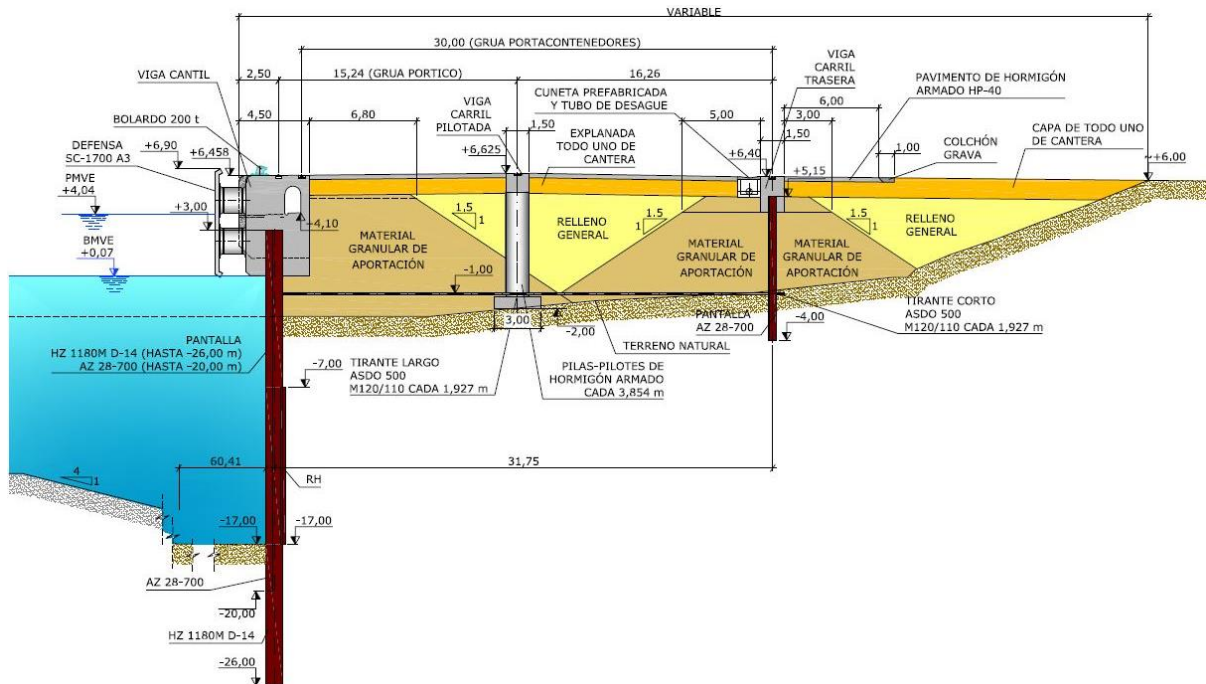 VARIABLE
30,00 (GRUA PORTACONTENEDORES)
VIGA CANTIL
2,50
15,24 (GRUA PORTICO)
16,26
VIGA
CARRIL
TRASERA
PAVIMENTO DE HORMIGÓN
ARMADO HP-40
BOLARDO 200 t
4,50
6,80
VIGA
CARRIL
PILOTADA
1,50
CUNETA PREFABRICADA
Y TUBO DE DESAGUE
5,00
6,00
3,00
1,50
DEFENSA
SC-1700 A3
+6,90
+6,458
+6,625
EXPLANADA
TODO UNO DE
CANTERA
+6,40
+5,15
1,00
COLCHÓN
GRAVA
CAPA DE TODO UNO
DE CANTERA
~+6,00
PMVE
+4,04
+3,00
4,10
BMVE
+0,07
MATERIAL
GRANULAR DE
APORTACIÓN
1.5
1
RELLENO
GENERAL
1.5
1
MATERIAL
GRANULAR DE
APORTACIÓN
MATERIAL
GRANULAR DE
APORTACIÓN
1.5
1
RELLENO
GENERAL
-1,00
3,00
-2,00
PANTALLA
AZ 28-700
-4,00
TIRANTE CORTO
ASDO 500
M120/110 CADA 1,927 m
TERRENO NATURAL
PANTALLA
HZ 1180M D-14 (HASTA -26,00 m)
AZ 28-700 (HASTA -20,00 m)
-7,00
TIRANTE LARGO
ASDO 500
M120/110 CADA 1,927 m
PILAS-PILOTES DE
HORMIGÓN ARMADO
CADA 3,854 m
4
1
60,41
31,75
RH
-17,00
-17,00
AZ 28-700
-20,00
HZ 1180M D-14
-26,00